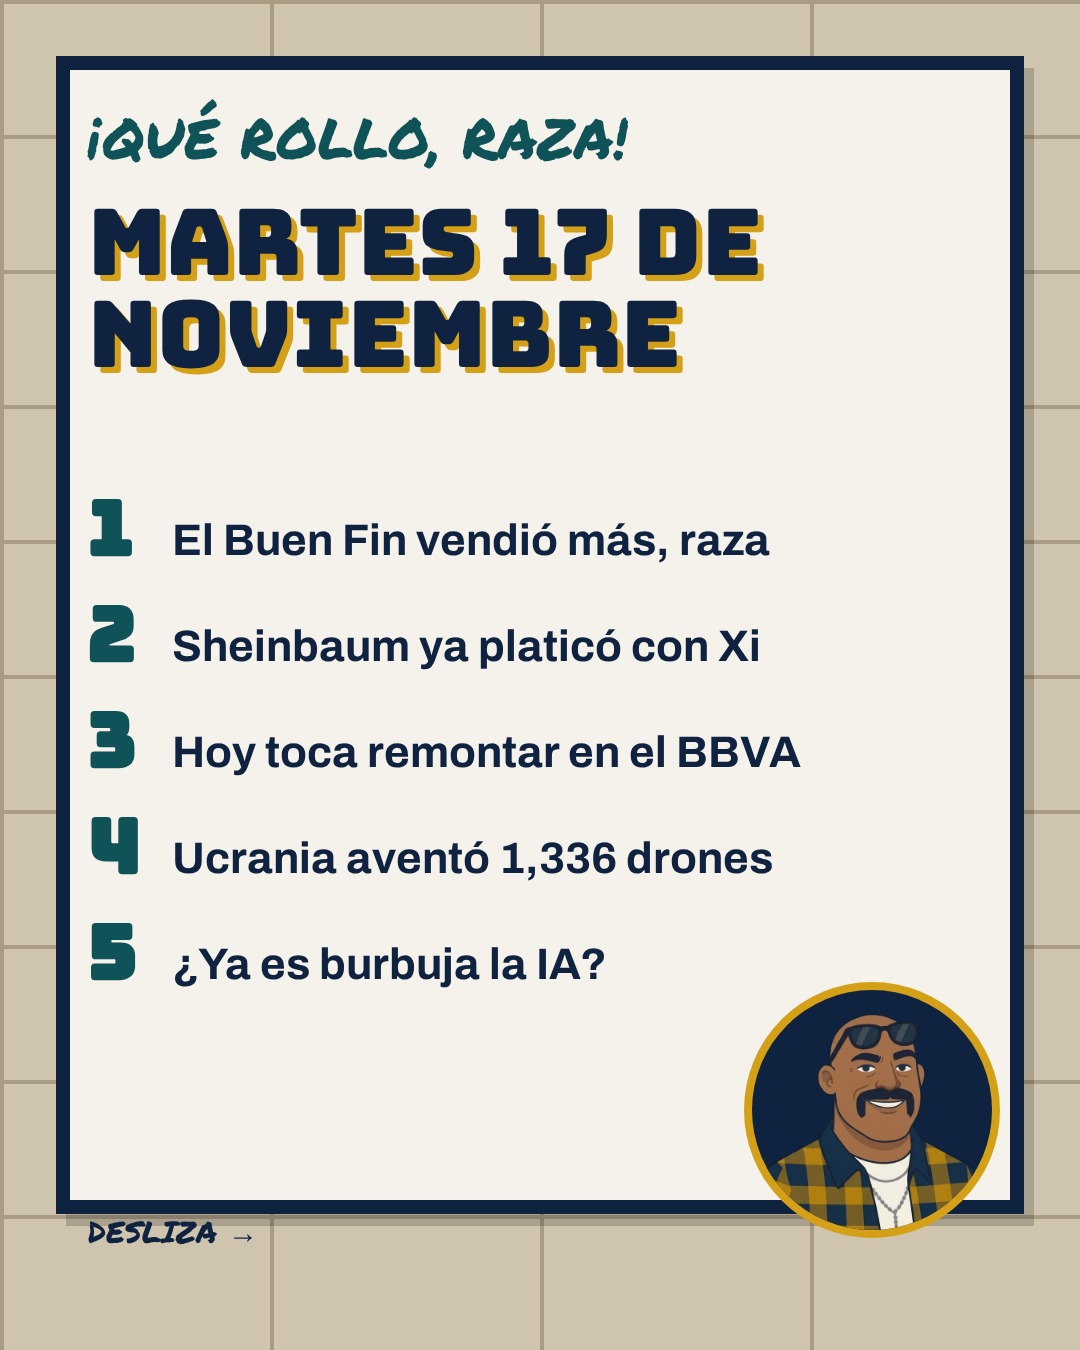 ¡QUÉ ROLLO, RAZA!
MARTES 17 DE
NOVIEMBRE
1 El Buen Fin vendió más, raza
2 Sheinbaum ya platicó con Xi
3 Hoy toca remontar en el BBVA
4 Ucrania aventó 1,336 drones
5 ¿Ya es burbuja la IA?
DESLIZA →